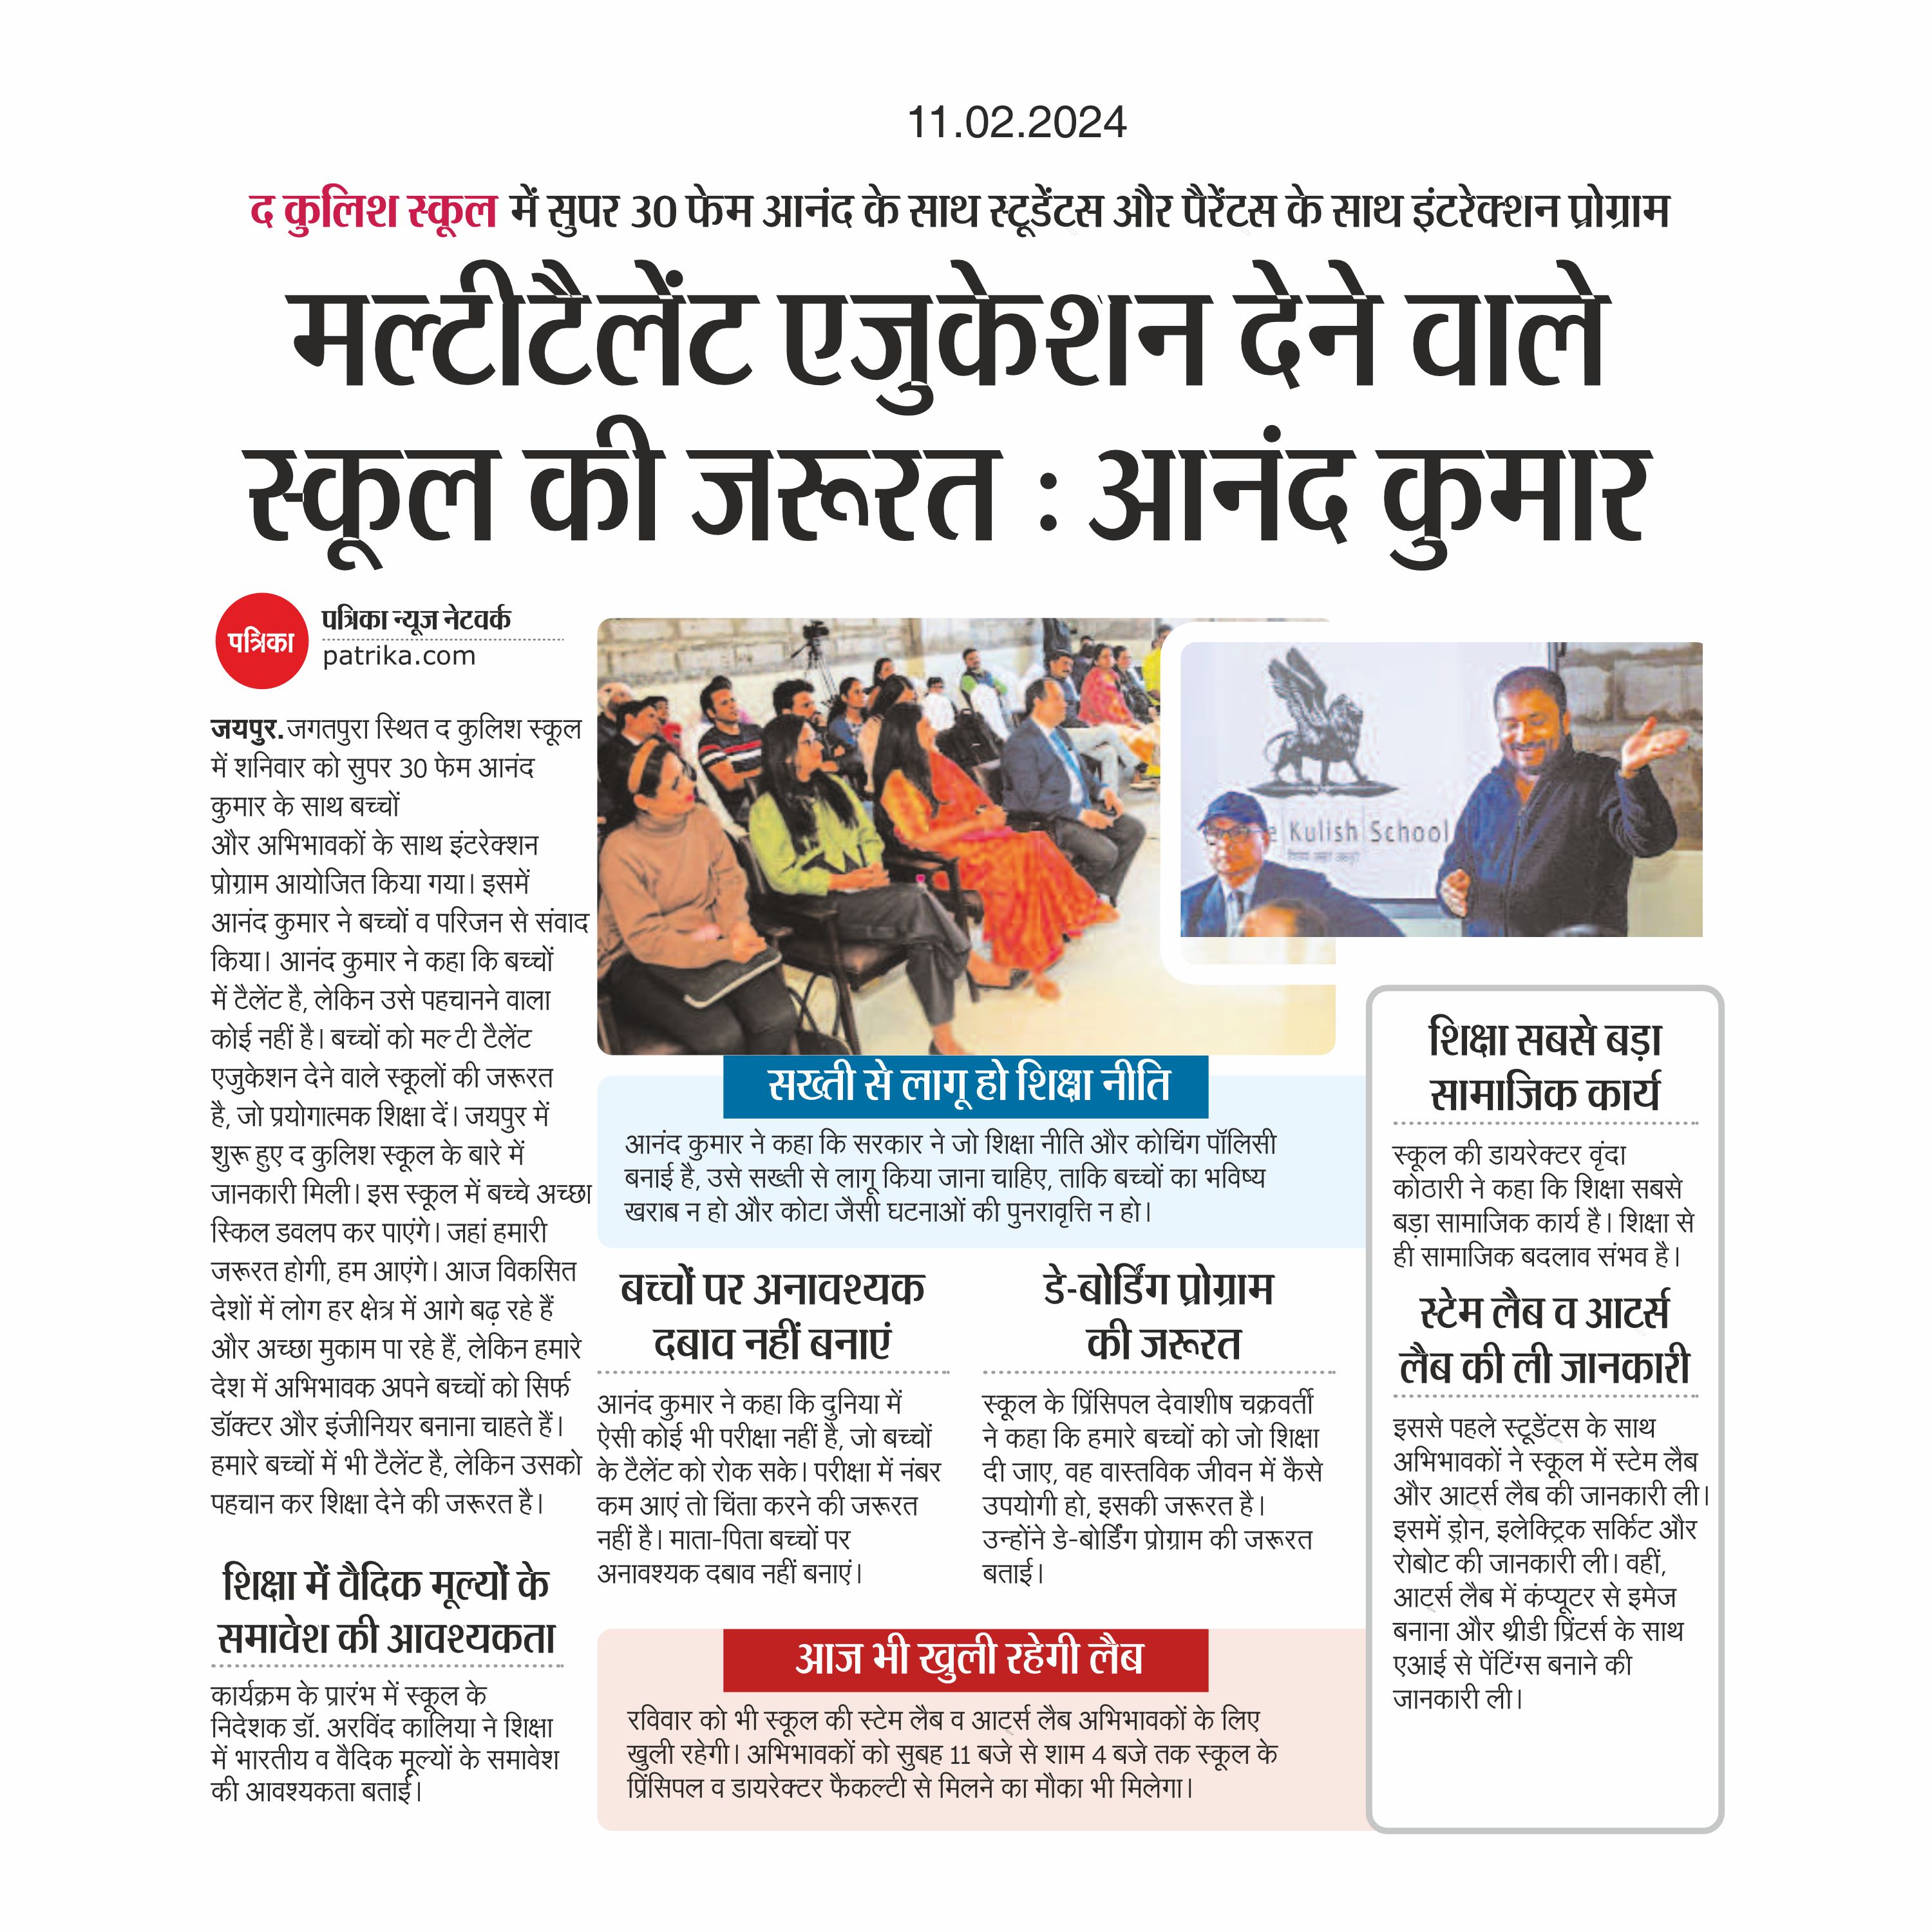 11.02.2024
द कुलिश स्कूल में सुपर 30 फेम आनंद के साथ स्टूडेंट्स और पैरेंट्स के साथ इंटरेक्शन प्रोग्राम
मल्टीटैलेंट एजुकेशन देने वाले
स्कूल की जरूरत : आनंद कुमार
पत्रिका
पत्रिका न्यूज नेटवर्क
patrika.com
जयपुर. जगतपुरा स्थित द कुलिश स्कूल
में शनिवार को सुपर 30 फेम आनंद
कुमार के साथ बच्चों
और अभिभावकों के साथ इंटरेक्शन
प्रोग्राम आयोजित किया गया। इसमें
आनंद कुमार ने बच्चों व परिजन से संवाद
किया। आनंद कुमार ने कहा कि बच्चों
में टैलेंट है, लेकिन उसे पहचानने वाला
कोई नहीं है। बच्चों को मल्टी टैलेंट
एजुकेशन देने वाले स्कूलों की जरूरत
है, जो प्रयोगात्मक शिक्षा दें। जयपुर में
शुरू हुए द कुलिश स्कूल के बारे में
जानकारी मिली। इस स्कूल में बच्चे अच्छा
स्किल डवलप कर पाएंगे। जहां हमारी
जरूरत होगी, हम आएंगे। आज विकसित
देशों में लोग हर क्षेत्र में आगे बढ़ रहे हैं
और अच्छा मुकाम पा रहे हैं, लेकिन हमारे
देश में अभिभावक अपने बच्चों को सिर्फ
डॉक्टर और इंजीनियर बनाना चाहते हैं।
हमारे बच्चों में भी टैलेंट है, लेकिन उसको
पहचान कर शिक्षा देने की जरूरत है।
शिक्षा में वैदिक मूल्यों के
समावेश की आवश्यकता
कार्यक्रम के प्रारंभ में स्कूल के
निदेशक डॉ. अरविंद कालिया ने शिक्षा
में भारतीय व वैदिक मूल्यों के समावेश
की आवश्यकता बताई।
Kulish School
सख्ती से लागू हो शिक्षा नीति
आनंद कुमार ने कहा कि सरकार ने जो शिक्षा नीति और कोचिंग पॉलिसी
बनाई है, उसे सख्ती से लागू किया जाना चाहिए, ताकि बच्चों का भविष्य
खराब न हो और कोटा जैसी घटनाओं की पुनरावृत्ति न हो।
बच्चों पर अनावश्यक
दबाव नहीं बनाएं
आनंद कुमार ने कहा कि दुनिया में
ऐसी कोई भी परीक्षा नहीं है, जो बच्चों
के टैलेंट को रोक सके। परीक्षा में नंबर
कम आएं तो चिंता करने की जरूरत
नहीं है। माता-पिता बच्चों पर
अनावश्यक दबाव नहीं बनाएं।
डे-बोर्डिंग प्रोग्राम
की जरूरत
स्कूल के प्रिंसिपल देवाशीष चक्रवर्ती
ने कहा कि हमारे बच्चों को जो शिक्षा
दी जाए, वह वास्तविक जीवन में कैसे
उपयोगी हो, इसकी जरूरत है।
उन्होंने डे-बोर्डिंग प्रोग्राम की जरूरत
बताई।
आज भी खुली रहेगी लैब
रविवार को भी स्कूल की स्टेम लैब व आर्ट्स लैब अभिभावकों के लिए
खुली रहेगी। अभिभावकों को सुबह 11 बजे से शाम 4 बजे तक स्कूल के
प्रिंसिपल व डायरेक्टर फैकल्टी से मिलने का मौका भी मिलेगा।
शिक्षा सबसे बड़ा
सामाजिक कार्य
स्कूल की डायरेक्टर वृंदा
कोठारी ने कहा कि शिक्षा सबसे
बड़ा सामाजिक कार्य है। शिक्षा से
ही सामाजिक बदलाव संभव है।
स्टेम लैब व आर्ट्स
लैब की ली जानकारी
इससे पहले स्टूडेंट्स के साथ
अभिभावकों ने स्कूल में स्टेम लैब
और आर्ट्स लैब की जानकारी ली।
इसमें ड्रोन, इलेक्ट्रिक सर्किट और
रोबोट की जानकारी ली। वहीं,
आर्ट्स लैब में कंप्यूटर से इमेज
बनाना और थ्रीडी प्रिंटर्स के साथ
एआई से पेंटिंग्स बनाने की
जानकारी ली।